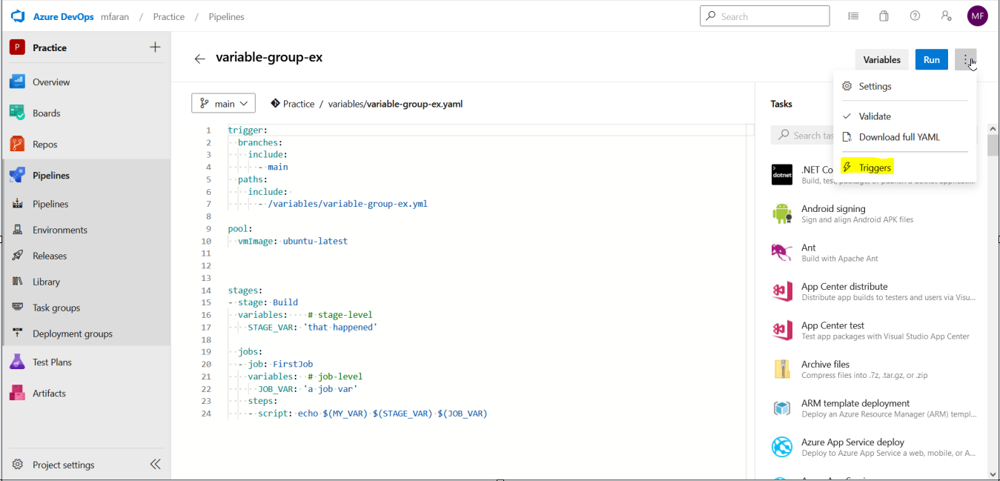 Azure DevOps mfaran / Practice / Pipelines
Search
MF
P Practice
Overview
Boards
Repos
Pipelines
Pipelines
Environments
Releases
Library
Task groups
Deployment groups
Test Plans
Artifacts
Project settings
variable-group-ex
Variables Run
Settings
Validate
Download full YAML
Triggers
main Practice / variables/variable-group-ex.yaml
1 trigger:
2 branches:
3 include:
4 - main
5 paths:
6 include:
7 - /variables/variable-group-ex.yml
8
9 pool:
10 vmImage: ubuntu-latest
11
12
13
14 stages:
15 - stage: Build
16 variables: # stage-level
17 STAGE_VAR: 'that happened'
18
19 jobs:
20 - job: FirstJob
21 variables: # job-level
22 JOB_VAR: 'a job var'
23 steps:
24 - script: echo $(MY_VAR) $(STAGE_VAR) $(JOB_VAR)
Tasks
Search
dotnet .NET
Build, test, package, or publish a dotnet applicat...
Android signing
Sign and align Android APK files
Ant
Build with Apache Ant
App Center distribute
Distribute app builds to testers and users via Visu...
App Center test
Test app packages with Visual Studio App Center
Archive files
Compress files into .7z, .tar.gz, or .zip
ARM template deployment
Deploy an Azure Resource Manager (ARM) templ...
Azure App Service deploy
Deploy to Azure App Service a web, mobile, or A...